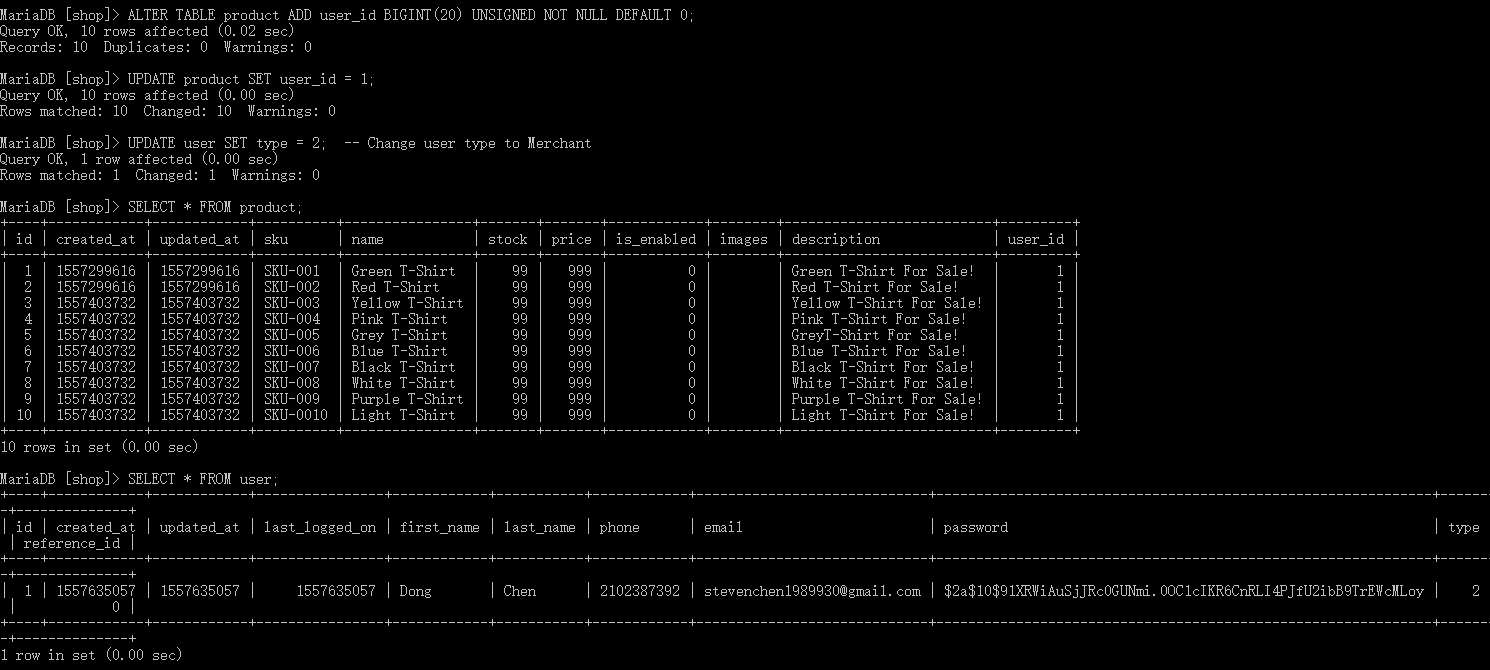 MariaDB [shop]> ALTER TABLE product ADD user_id BIGINT(20) UNSIGNED NOT NULL DEFAULT 0;
Query OK, 10 rows affected (0.02 sec)
Records: 10  Duplicates: 0  Warnings: 0
MariaDB [shop]> UPDATE product SET user_id = 1;
Query OK, 10 rows affected (0.00 sec)
Rows matched: 10  Changed: 10  Warnings: 0
MariaDB [shop]> UPDATE user SET type = 2;  -- Change user type to Merchant
Query OK, 1 row affected (0.00 sec)
Rows matched: 1  Changed: 1  Warnings: 0
MariaDB [shop]> SELECT * FROM product;
| id | created_at | updated_at | sku | name | stock | price | is_enabled | images | description | user_id |
| 1 | 1557299616 | 1557299616 | SKU-001 | Green T-Shirt | 99 | 999 | 0 | | Green T-Shirt For Sale! | 1 |
| 2 | 1557299616 | 1557299616 | SKU-002 | Red T-Shirt | 99 | 999 | 0 | | Red T-Shirt For Sale! | 1 |
| 3 | 1557403732 | 1557403732 | SKU-003 | Yellow T-Shirt | 99 | 999 | 0 | | Yellow T-Shirt For Sale! | 1 |
| 4 | 1557403732 | 1557403732 | SKU-004 | Pink T-Shirt | 99 | 999 | 0 | | Pink T-Shirt For Sale! | 1 |
| 5 | 1557403732 | 1557403732 | SKU-005 | Grey T-Shirt | 99 | 999 | 0 | | GreyT-Shirt For Sale! | 1 |
| 6 | 1557403732 | 1557403732 | SKU-006 | Blue T-Shirt | 99 | 999 | 0 | | Blue T-Shirt For Sale! | 1 |
| 7 | 1557403732 | 1557403732 | SKU-007 | Black T-Shirt | 99 | 999 | 0 | | Black T-Shirt For Sale! | 1 |
| 8 | 1557403732 | 1557403732 | SKU-008 | White T-Shirt | 99 | 999 | 0 | | White T-Shirt For Sale! | 1 |
| 9 | 1557403732 | 1557403732 | SKU-009 | Purple T-Shirt | 99 | 999 | 0 | | Purple T-Shirt For Sale! | 1 |
| 10 | 1557403732 | 1557403732 | SKU-0010 | Light T-Shirt | 99 | 999 | 0 | | Light T-Shirt For Sale! | 1 |
10 rows in set (0.00 sec)
MariaDB [shop]> SELECT * FROM user;
| id | created_at | updated_at | last_logged_on | first_name | last_name | phone | email | password | type
| reference_id |
| 1 | 1557635057 | 1557635057 | 1557635057 | Dong | Chen | 2102387392 | stevenchen1989930@gmail.com | $2a$10$91XRWiAuSjJRc0GUNmi.0OC1cIKR6CnRLI4PJfU2ibB9TrEWcMLoy | 2
| 0 |
1 row in set (0.00 sec)